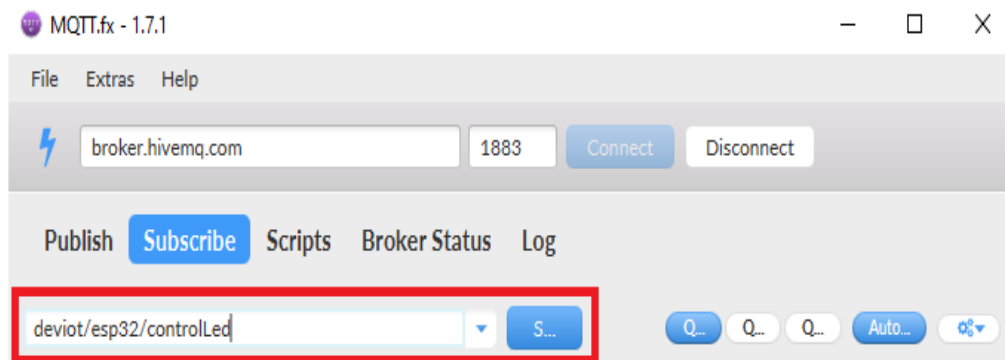 MQTT.fx - 1.7.1
File Extras Help
broker.hivemq.com 1883 Connect Disconnect
Publish Subscribe Scripts Broker Status Log
deviot/esp32/controlLed S... Q... Q... Q... Auto...